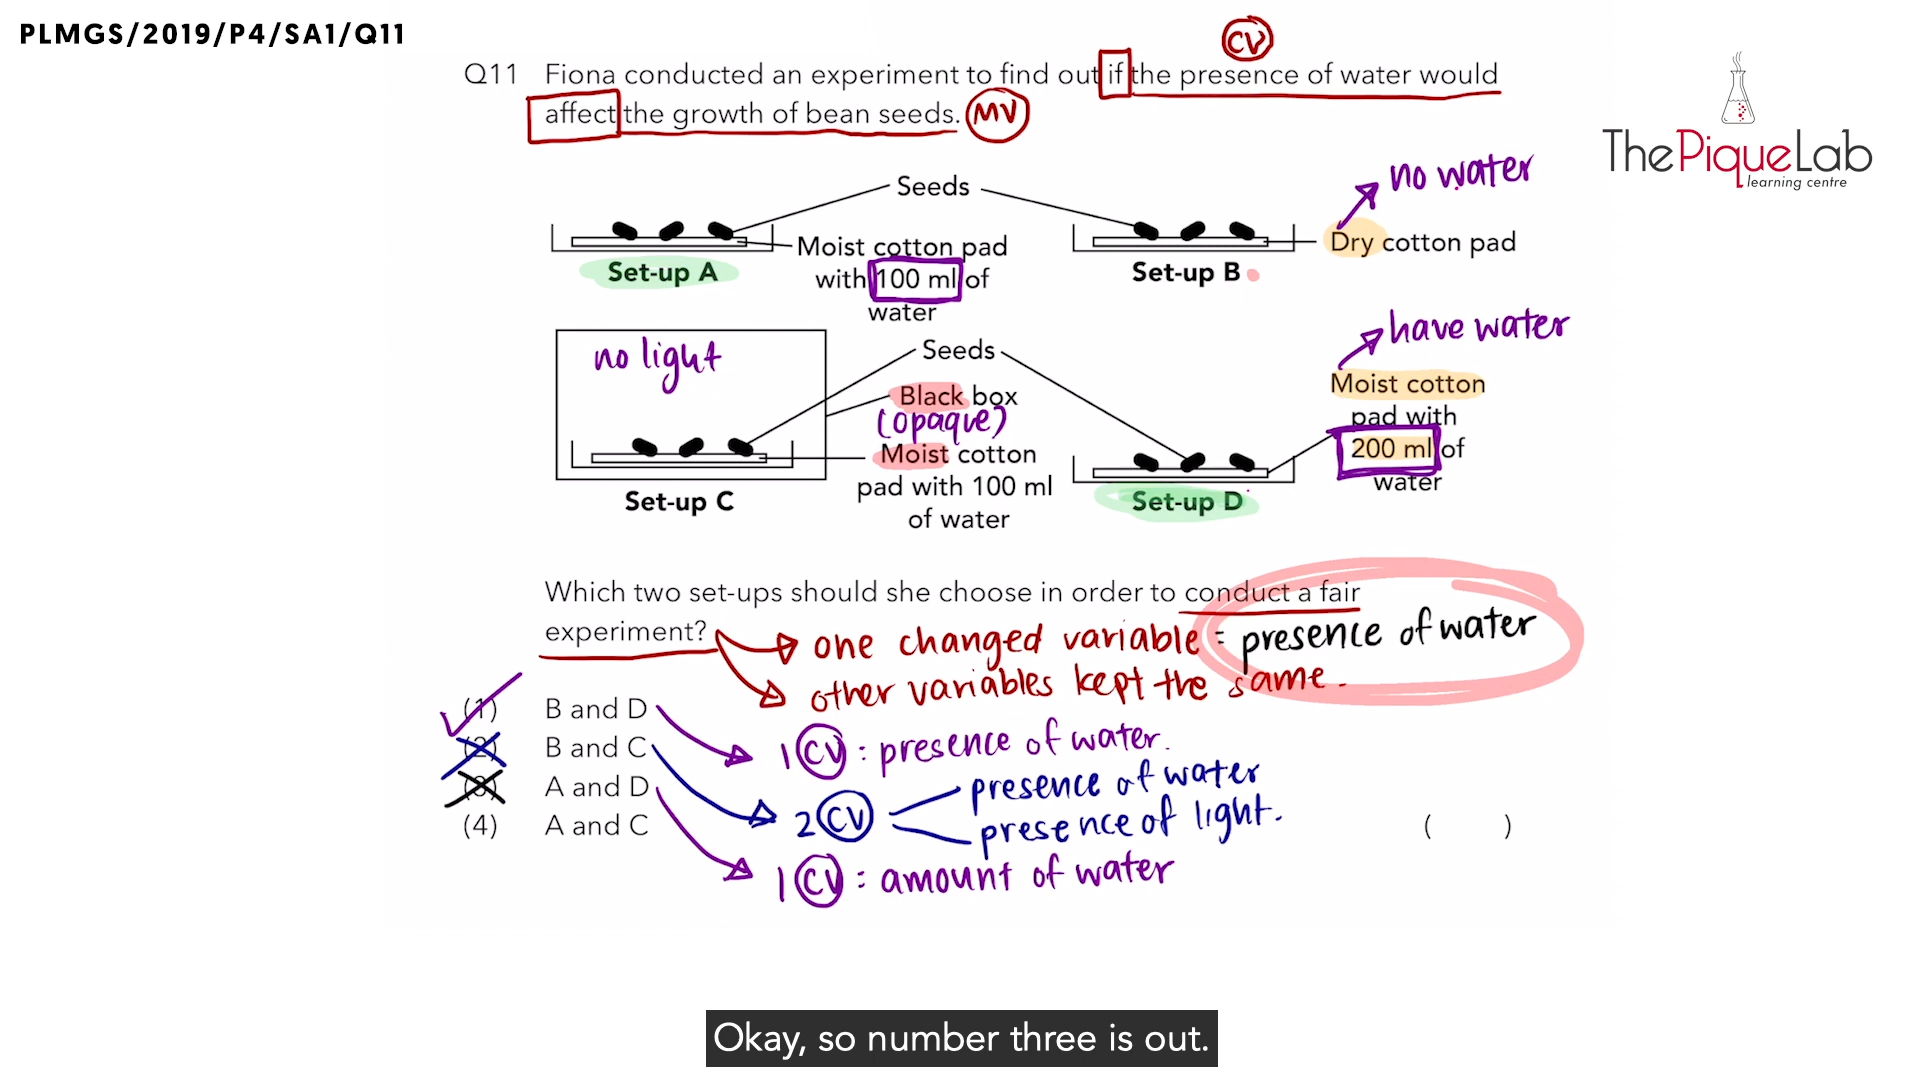 PLMGS/2019/P4/SA1/Q11
CV
Q11 Fiona conducted an experiment to find out if the presence of water would
affect the growth of bean seeds. MV
ThePiqueLab
learning centre
no water
Seeds
Moist cotton pad
with 100 ml of
water
Dry cotton pad
Set-up A
Set-up B
have water
no light
Seeds
Black box
(opaque)
Moist cotton
pad with 100 ml
of water
Moist cotton
pad with
200 ml of
water
Set-up C
Set-up D
Which two set-ups should she choose in order to conduct a fair
experiment?
one changed variable = presence of water
other variables kept the same.
(1) B and D
1 CV : presence of water.
(2) B and C
2 CV
presence of water
presence of light.
(3) A and D
1 CV : amount of water
(4) A and C
( )
Okay, so number three is out.